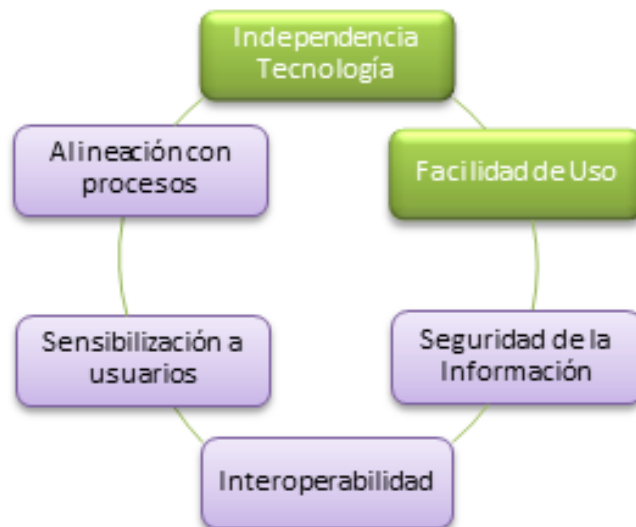 Independencia
Tecnología
Facilidad de Uso
Seguridad de la
Información
Interoperabilidad
Sensibilización a
usuarios
Alineación con
procesos